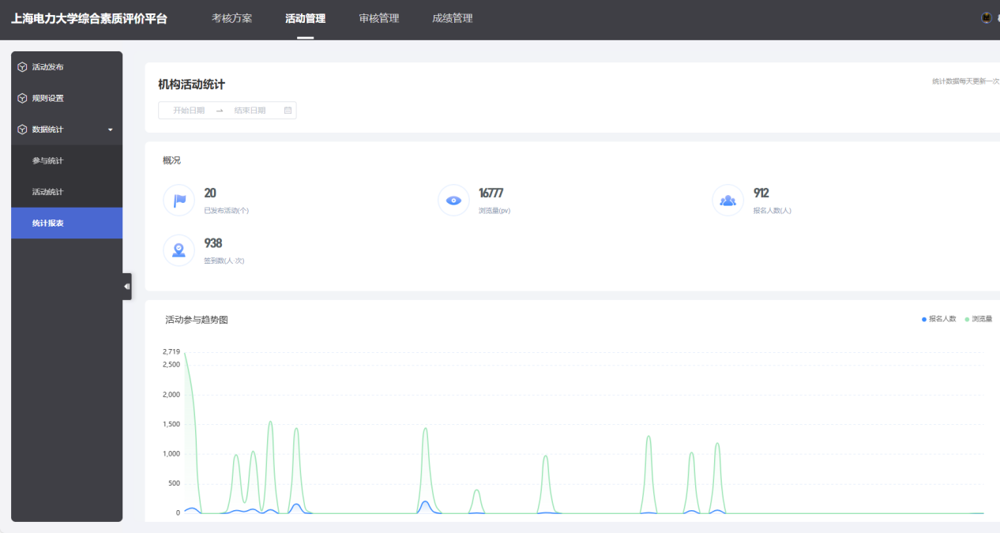 上海电力大学综合素质评价平台 考核方案 活动管理 审核管理 成绩管理
活动发布
规则设置
数据统计
参与统计
活动统计
统计报表
机构活动统计
统计数据每天更新一次
开始日期 → 结束日期
概况
20
已发布活动(个)
16777
浏览量(pv)
912
报名人数(人)
938
签到数(人·次)
活动参与趋势图
报名人数 浏览量
2,719
2,500
2,000
1,500
1,000
500
0